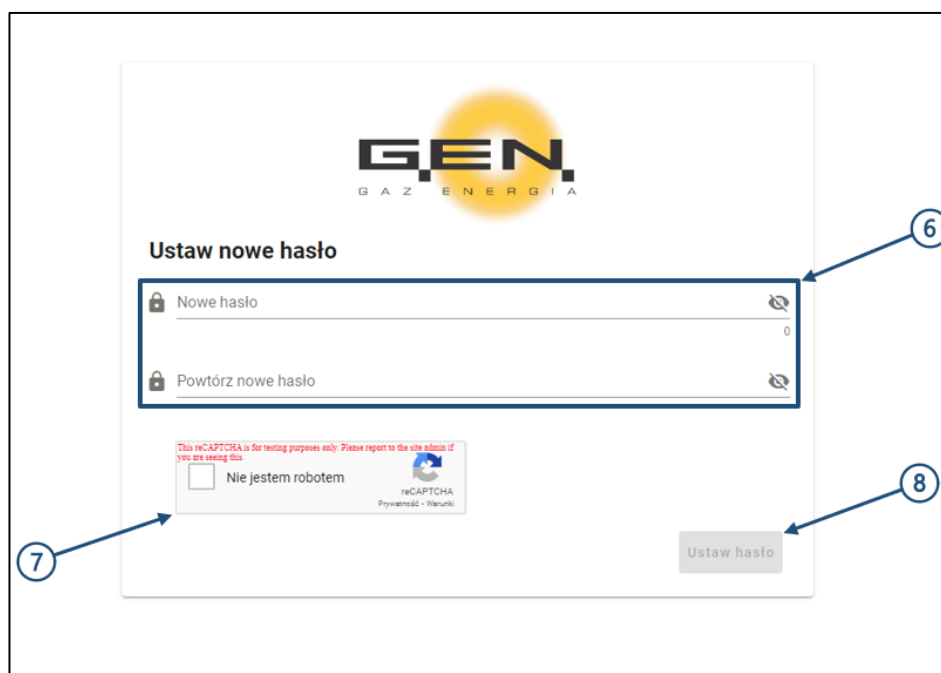 G.E.N.
GAZ ENERGIA
6
Ustaw nowe hasło
Nowe hasło
0
Powtórz nowe hasło
This reCAPTCHA is for testing purposes only. Please report to the site admin if
you are seeing this.
Nie jestem robotem
reCAPTCHA
Prywatność - Warunki
8
7
Ustaw hasło